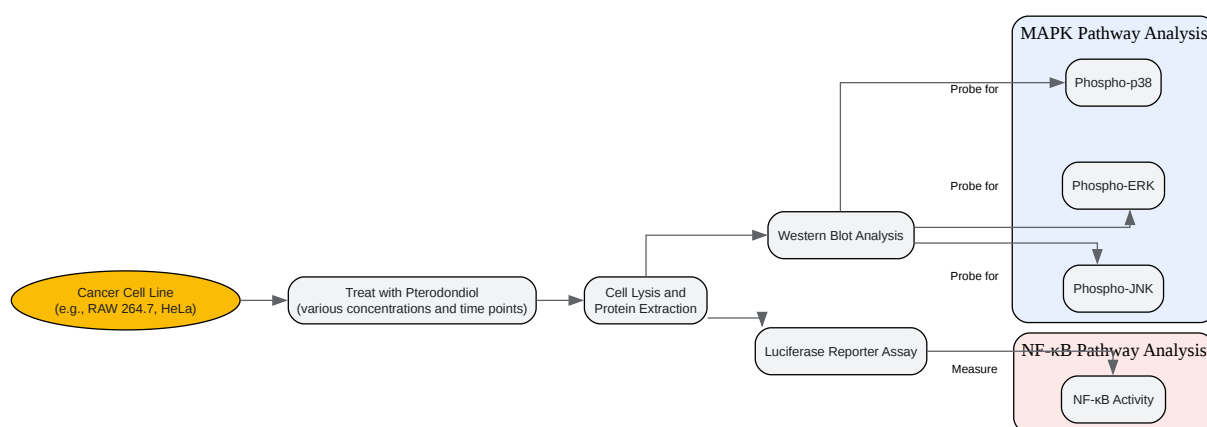 MAPK Pathway Analysis
Probe for
Phospho-p38
Probe for
Phospho-ERK
Western Blot Analysis
Probe for
Phospho-JNK
Cancer Cell Line
(e.g., RAW 264.7, HeLa)
Treat with Pterodondiol
(various concentrations and time points)
Cell Lysis and
Protein Extraction
Luciferase Reporter Assay
Measure
NF-κB Pathway Analysis
NF-κB Activity